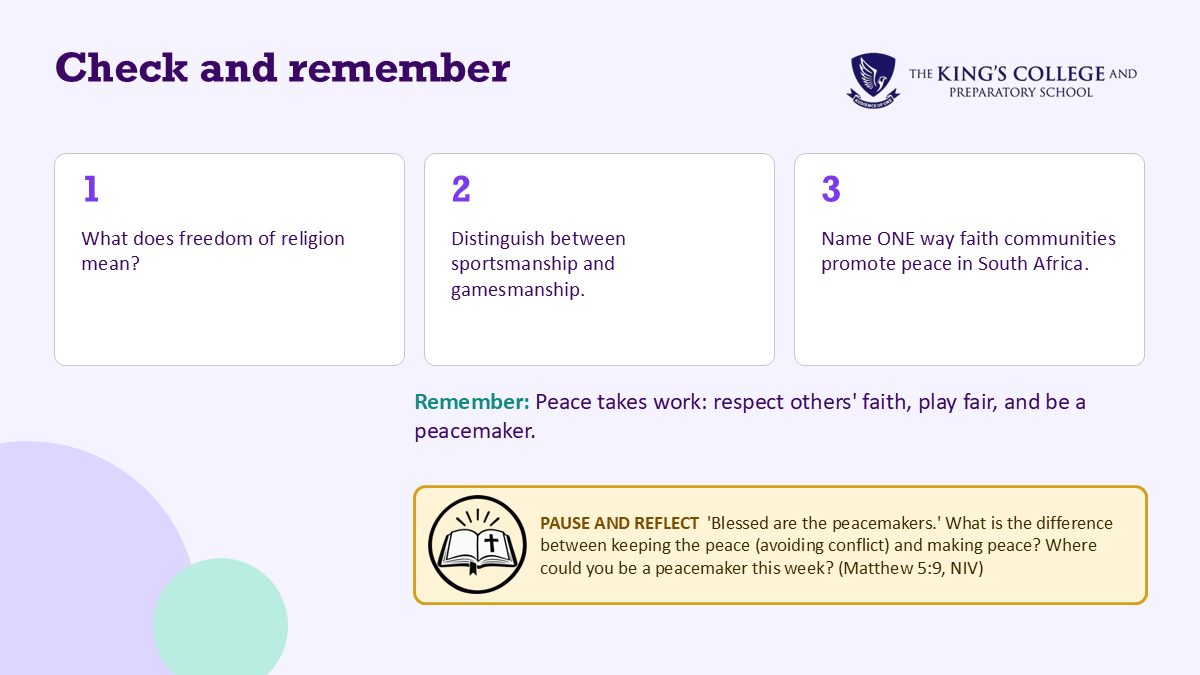 Check and remember
THE KING'S COLLEGE AND
PREPARATORY SCHOOL
AUDIENCE OF ONE
1
What does freedom of religion
mean?
2
Distinguish between
sportsmanship and
gamesmanship.
3
Name ONE way faith communities
promote peace in South Africa.
Remember: Peace takes work: respect others' faith, play fair, and be a
peacemaker.
PAUSE AND REFLECT 'Blessed are the peacemakers.' What is the difference
between keeping the peace (avoiding conflict) and making peace? Where
could you be a peacemaker this week? (Matthew 5:9, NIV)